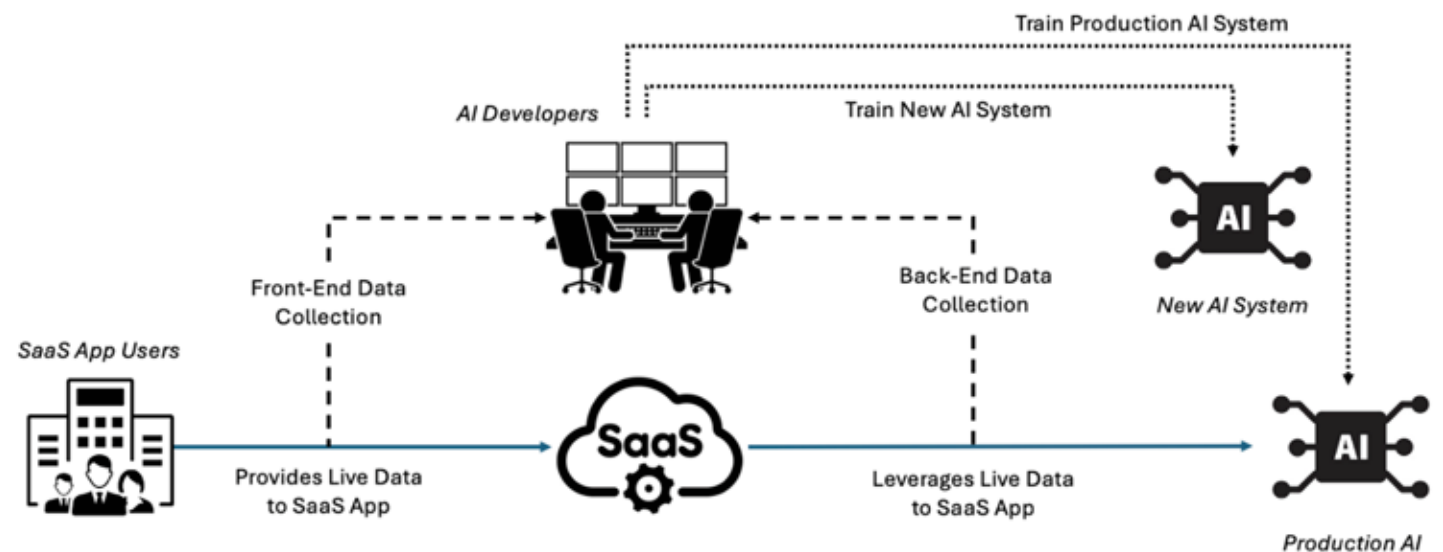 Train Production AI System
AI Developers
Train New AI System
AI
Front-End Data
Collection
Back-End Data
Collection
New AI System
SaaS App Users
SaaS
AI
Provides Live Data
to SaaS App
Leverages Live Data
to SaaS App
Production AI